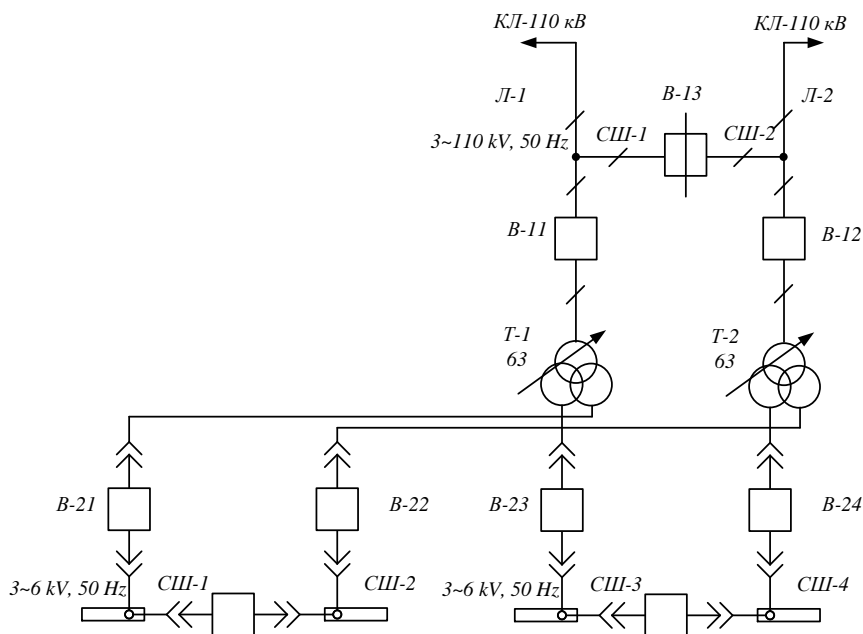 КЛ-110 кВ
КЛ-110 кВ
Л-1
В-13
Л-2
СШ-1
СШ-2
3~110 kV, 50 Hz
В-11
В-12
Т-1
63
Т-2
63
В-21
В-22
В-23
В-24
3~6 kV, 50 Hz
СШ-1
СШ-2
3~6 kV, 50 Hz
СШ-3
СШ-4